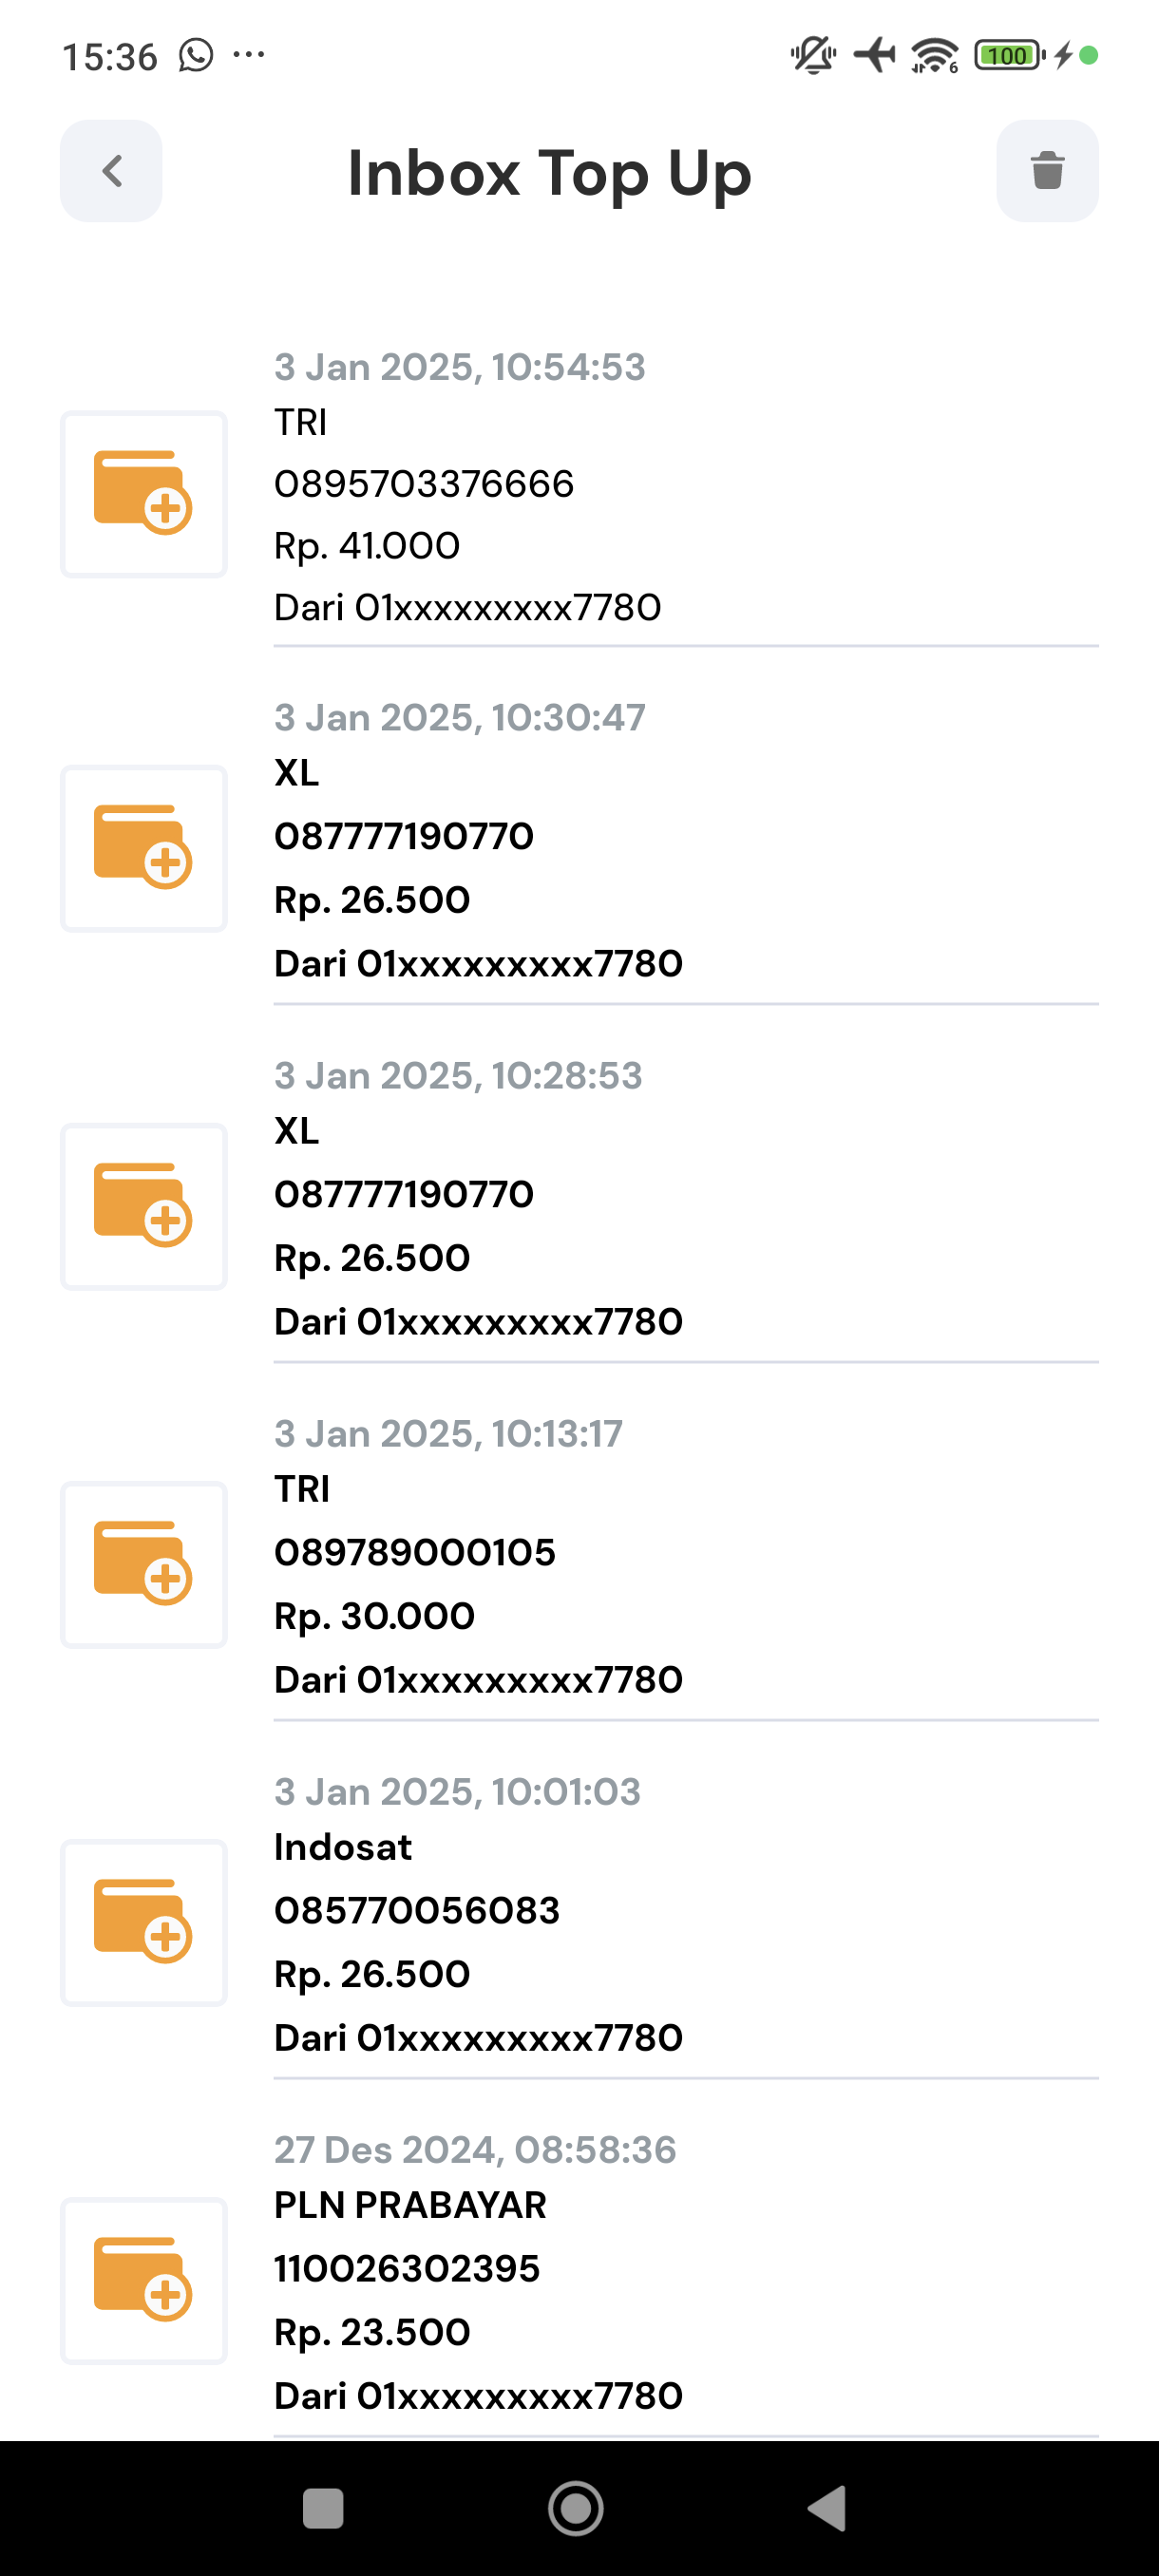 15:36
6
100
Inbox Top Up
3 Jan 2025, 10:54:53
TRI
0895703376666
Rp. 41.000
Dari 01xxxxxxxxx7780
3 Jan 2025, 10:30:47
XL
087777190770
Rp. 26.500
Dari 01xxxxxxxxx7780
3 Jan 2025, 10:28:53
XL
087777190770
Rp. 26.500
Dari 01xxxxxxxxx7780
3 Jan 2025, 10:13:17
TRI
089789000105
Rp. 30.000
Dari 01xxxxxxxxx7780
3 Jan 2025, 10:01:03
Indosat
085770056083
Rp. 26.500
Dari 01xxxxxxxxx7780
27 Des 2024, 08:58:36
PLN PRABAYAR
110026302395
Rp. 23.500
Dari 01xxxxxxxxx7780